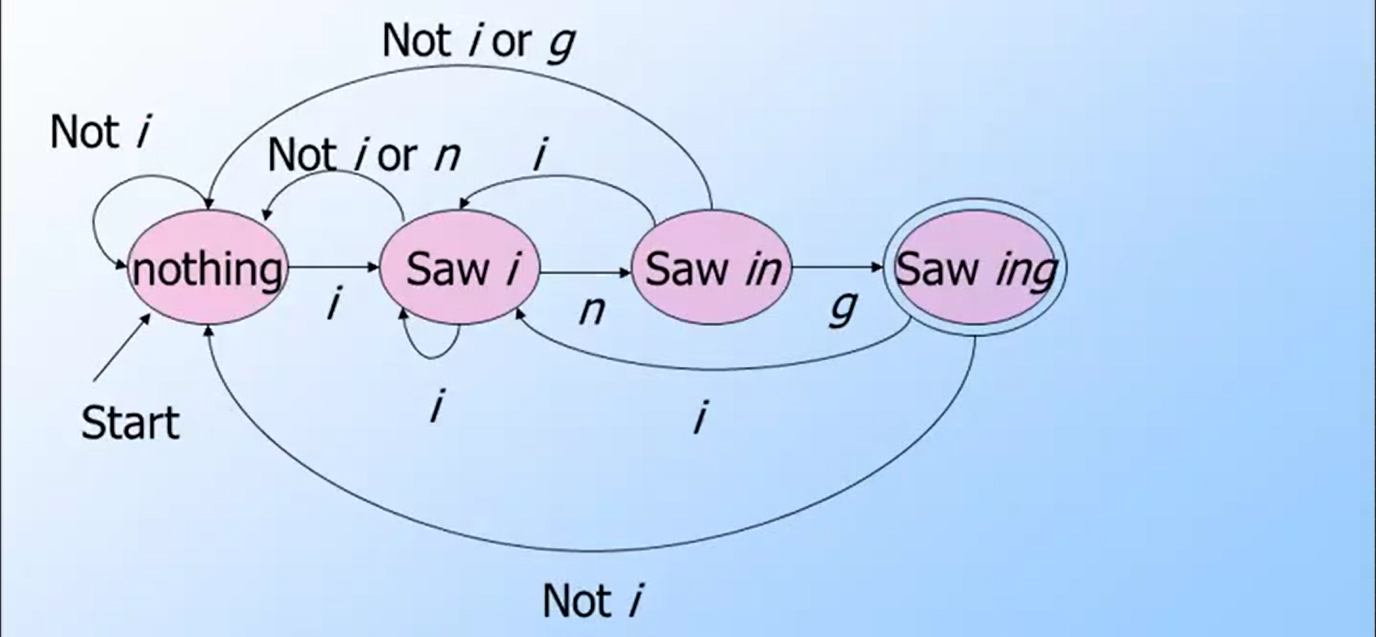 Not i or g
Not i
Not i or n
i
nothing
Saw i
Saw in
Saw ing
i
n
g
i
i
Start
Not i